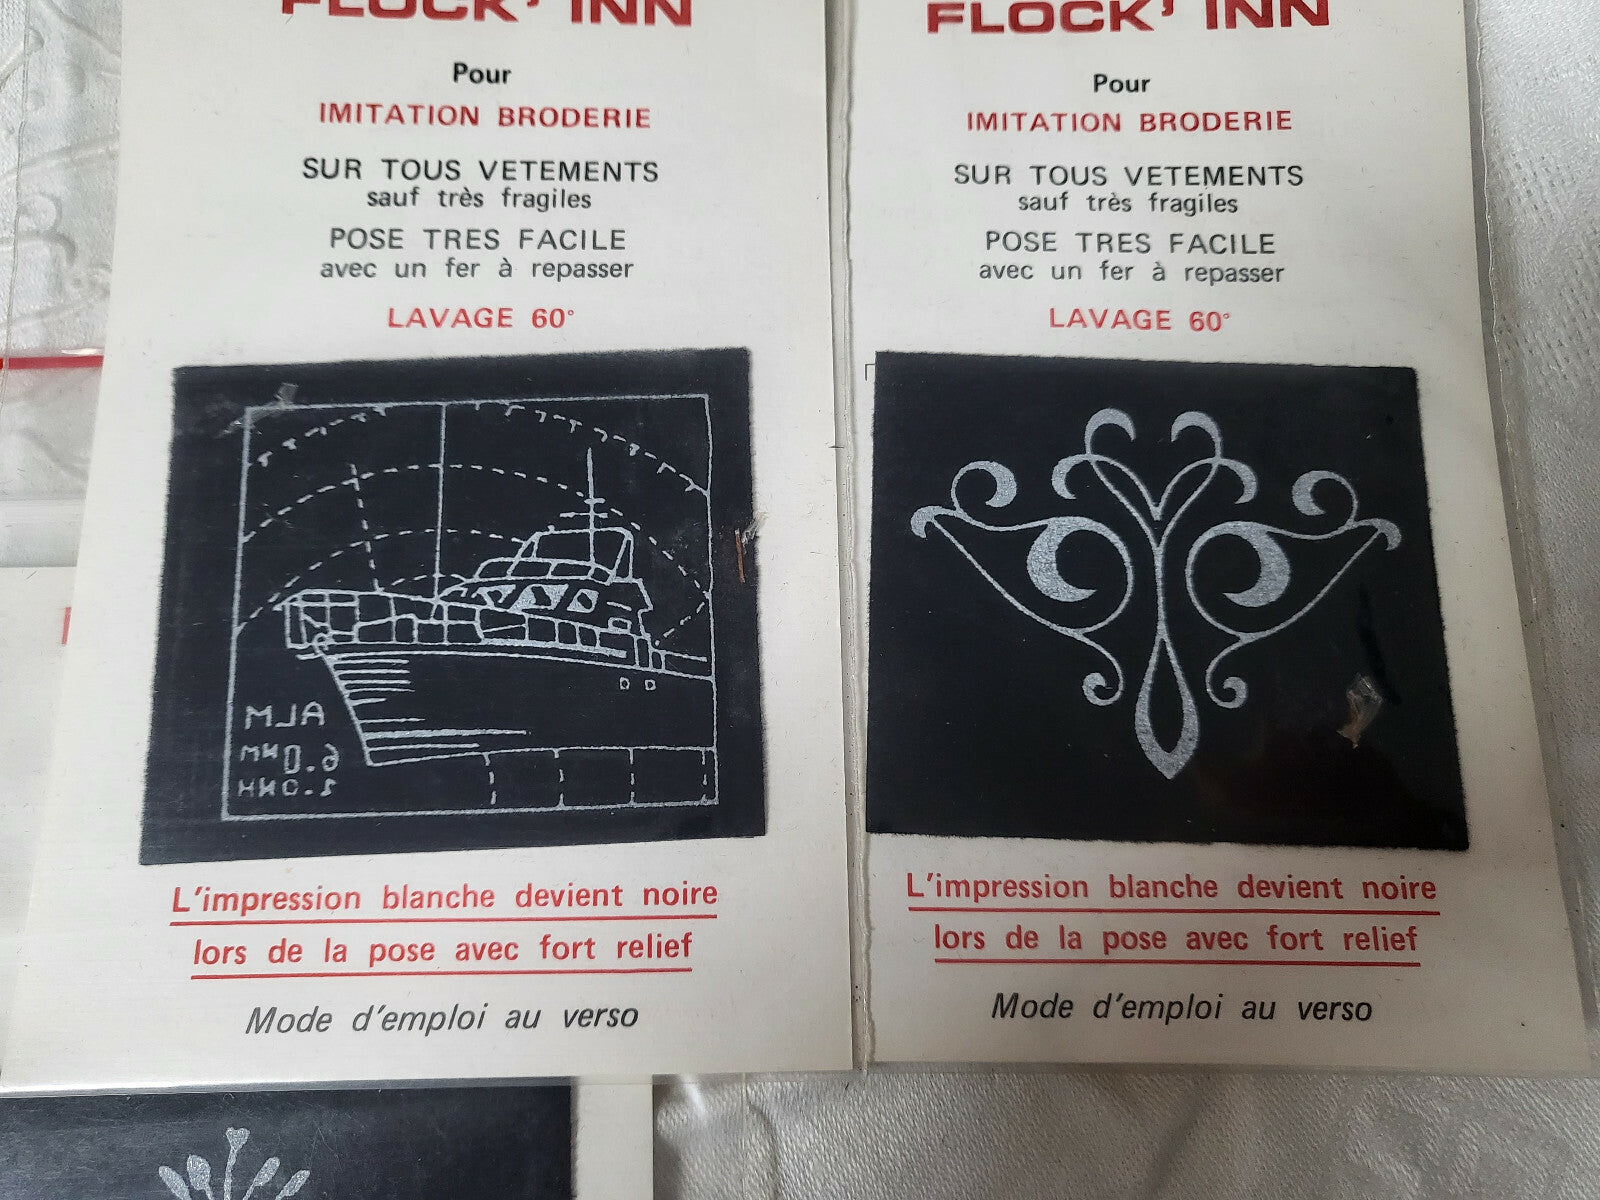 FLOCK' INN
Pour
IMITATION BRODERIE
SUR TOUS VETEMENTS
sauf très fragiles
POSE TRES FACILE
avec un fer à repasser
LAVAGE 60°
L'impression blanche devient noire
lors de la pose avec fort relief
Mode d'emploi au verso
FLOCK' INN
Pour
IMITATION BRODERIE
SUR TOUS VETEMENTS
sauf très fragiles
POSE TRES FACILE
avec un fer à repasser
LAVAGE 60°
L'impression blanche devient noire
lors de la pose avec fort relief
Mode d'emploi au verso